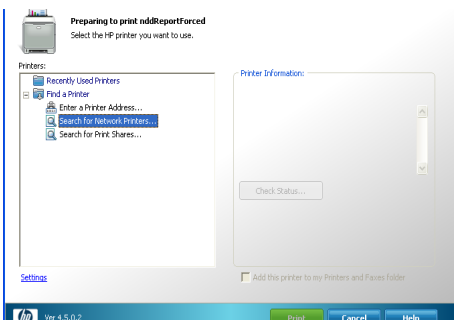 Preparing to print nddReportForced
Select the HP printer you want to use.
Printers:
Recently Used Printers
Find a Printer
Enter a Printer Address...
Search for Network Printers...
Search for Print Shares...
Printer Information:
Check Status...
Settings
Add this printer to my Printers and Faxes folder
hp
Ver 4.5.0.2
Print
Cancel
Help